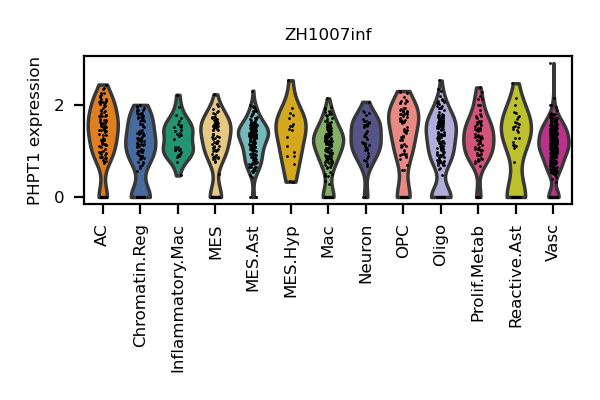 ZH1007inf
PHPT1 expression
2
0
AC
Chromatin.Reg
Inflammatory.Mac
MES
MES.Ast
MES.Hyp
Mac
Neuron
OPC
Oligo
Prolif.Metab
Reactive.Ast
Vasc